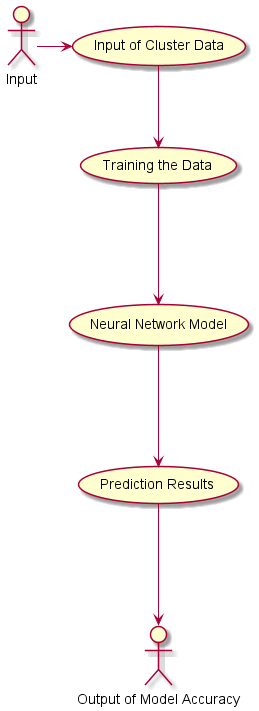 Input of Cluster Data
Input
Training the Data
Neural Network Model
Prediction Results
Output of Model Accuracy